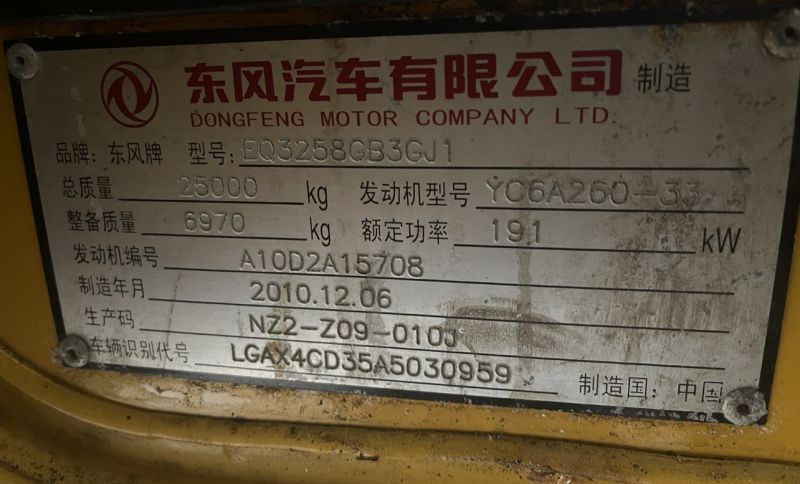 东风汽车有限公司 制造
DONGFENG MOTOR COMPANY LTD.
品牌：东风牌 型号：EQ3258GB3GJ1
总质量 25000 kg 发动机型号 YC6A260-33
整备质量 6970 kg 额定功率 191 kW
发动机编号 A10D2A15708
制造年月 2010.12.06
生产码 NZ2-Z09-010J
车辆识别代号 LGAX4CD35A5030959
制造国：中国